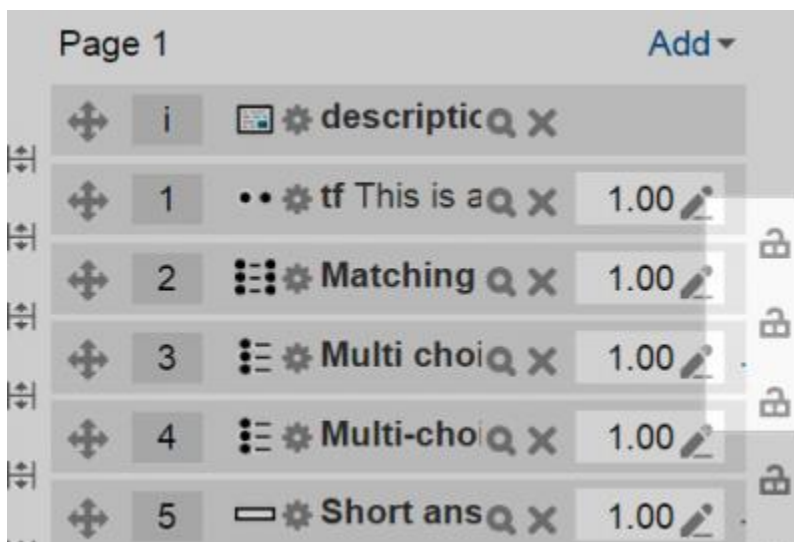 Page 1 Add
i descriptic
1 tf This is a 1.00
2 Matching 1.00
3 Multi choi 1.00
4 Multi-choi 1.00
5 Short ans 1.00